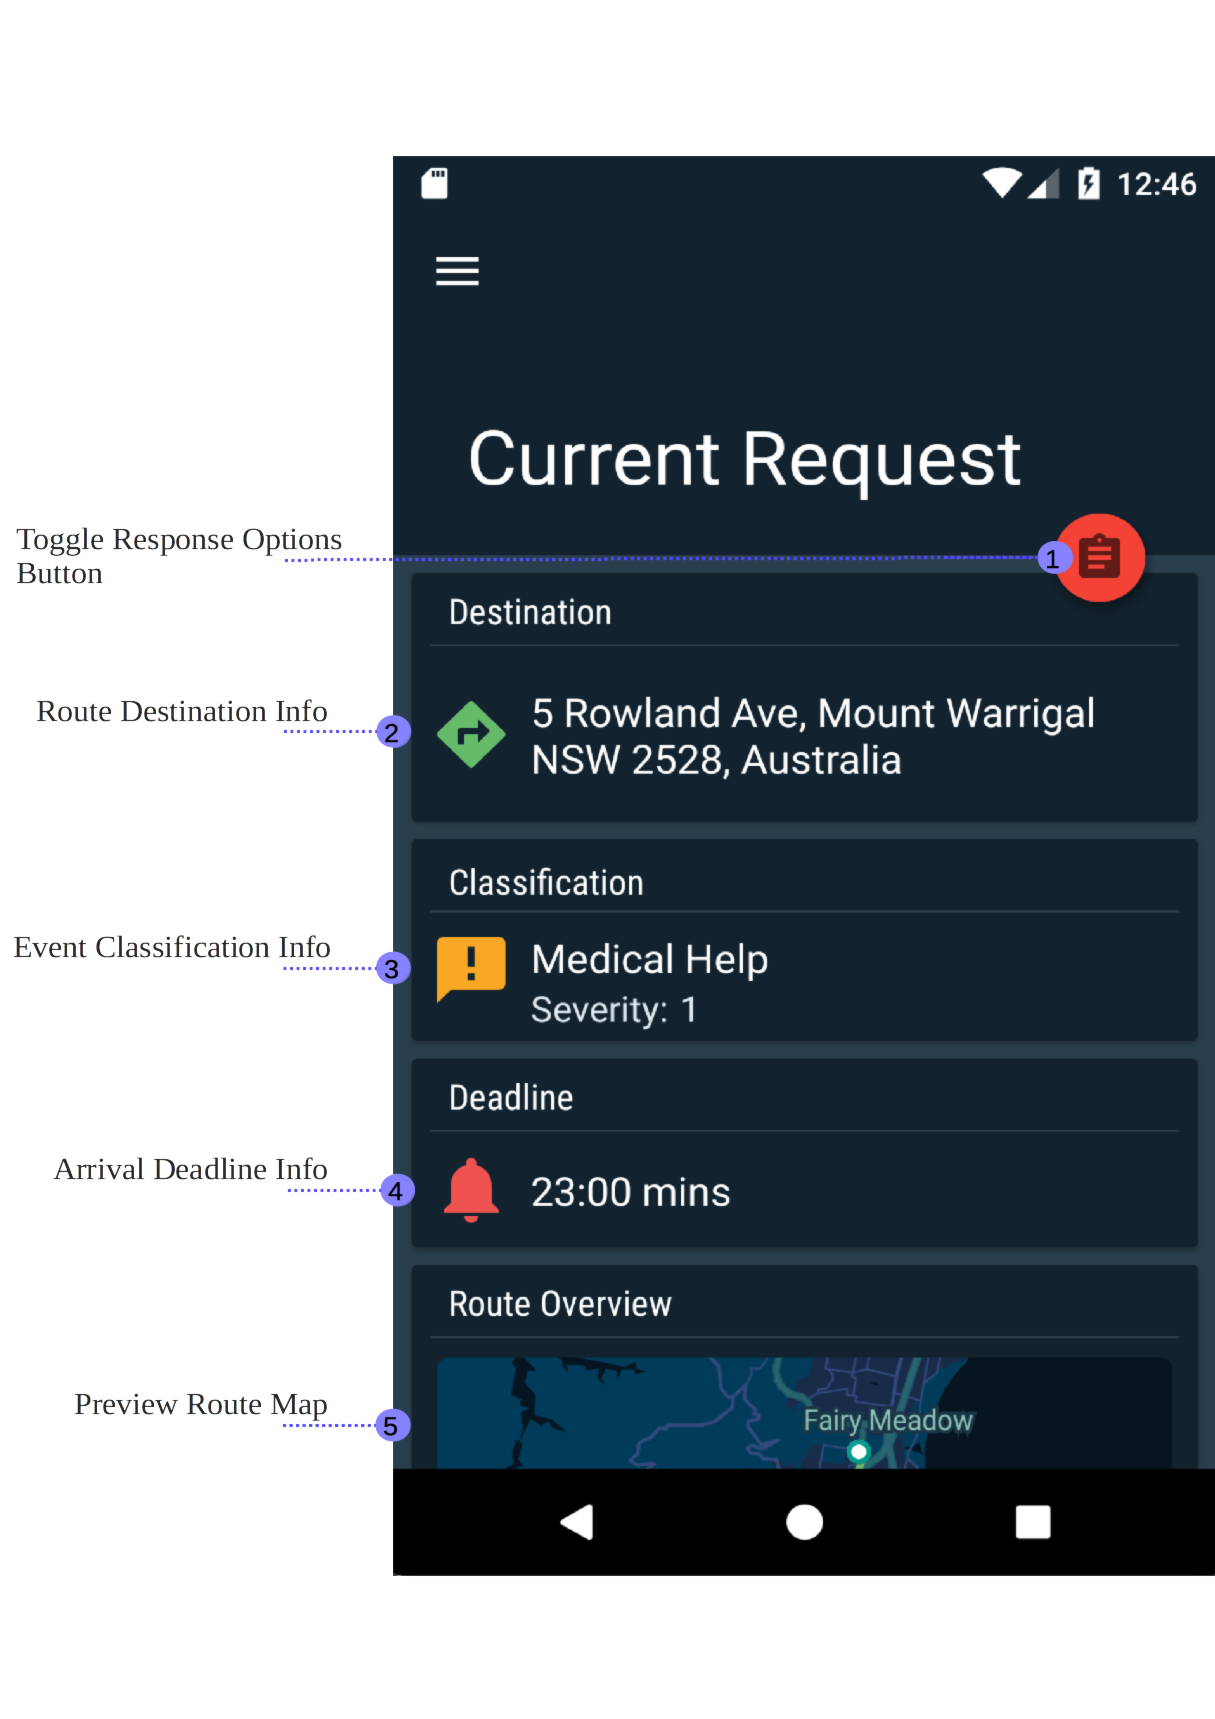 12:46
Current Request
Toggle Response Options
Button
1
Destination
Route Destination Info
2
5 Rowland Ave, Mount Warrigal
NSW 2528, Australia
Classification
Event Classification Info
3
Medical Help
Severity: 1
Deadline
Arrival Deadline Info
4
23:00 mins
Route Overview
Preview Route Map
5
Fairy Meadow